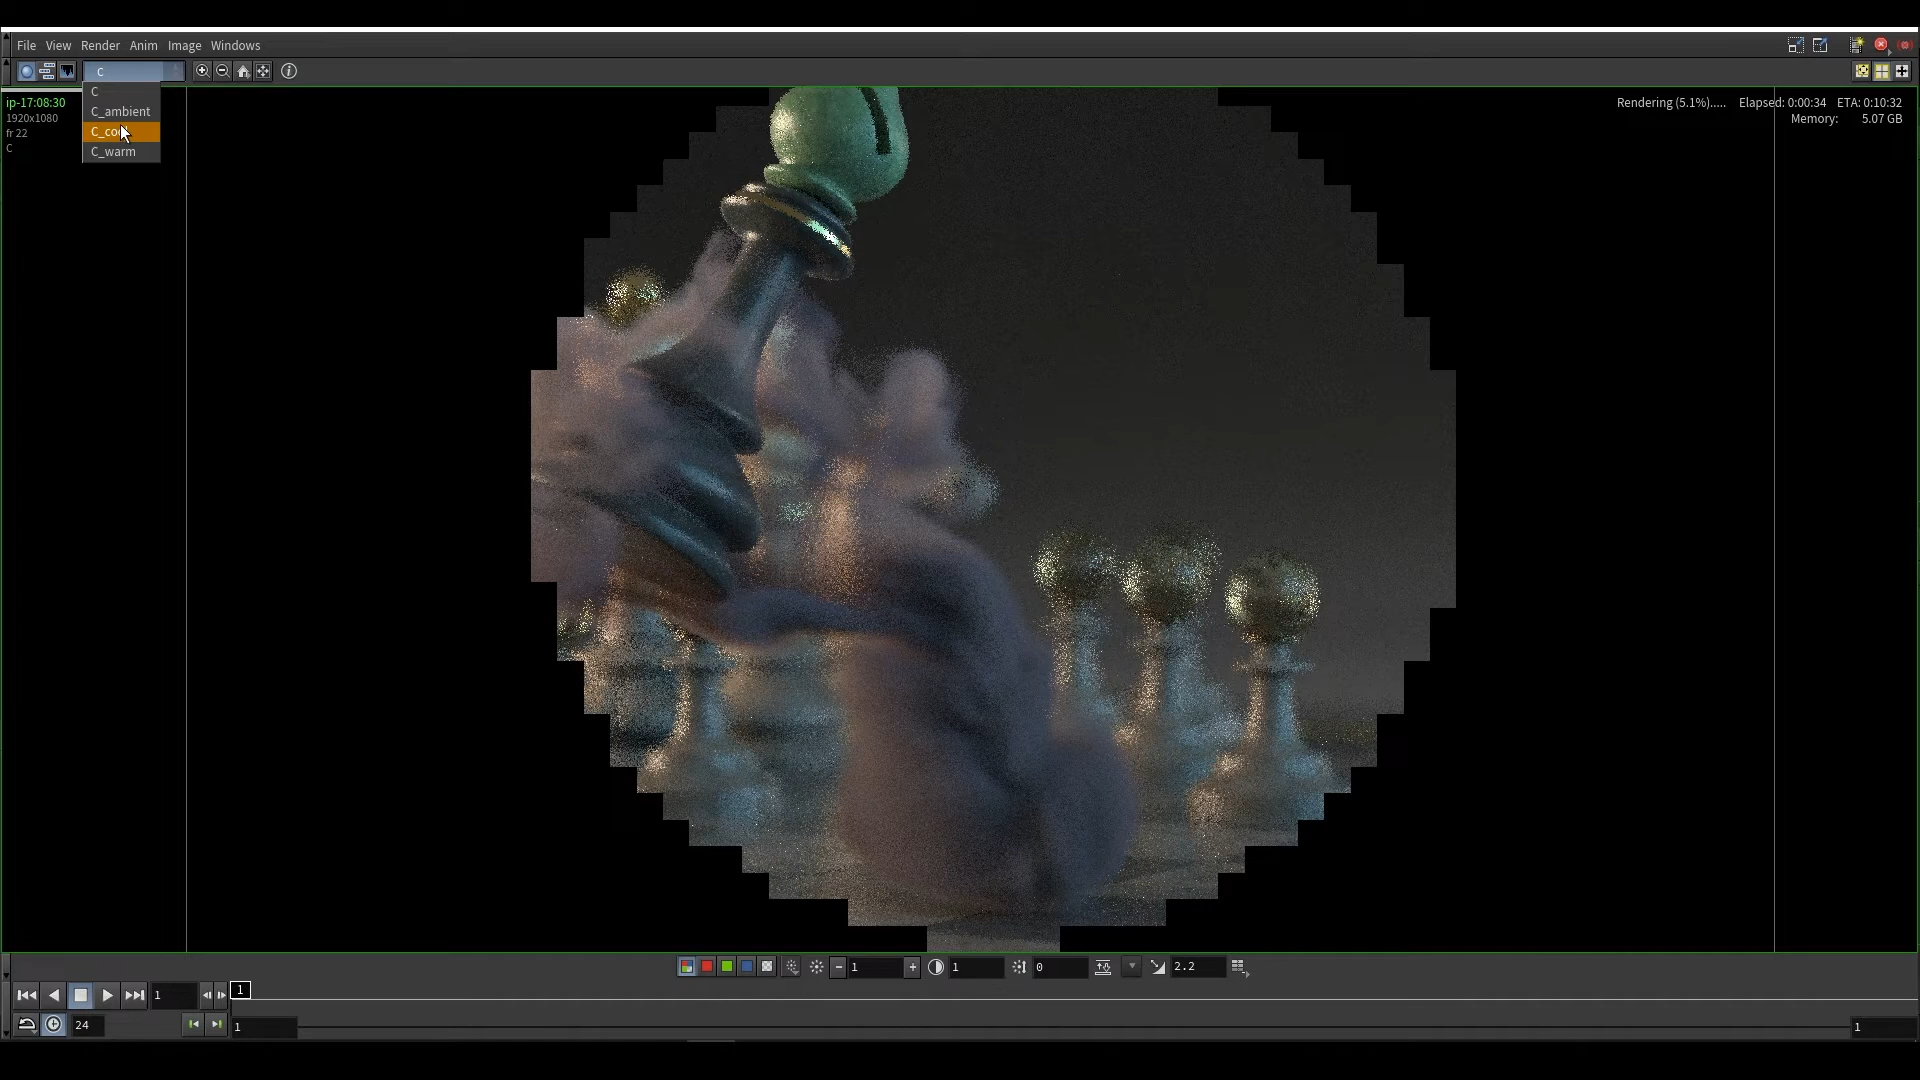 File View Render Anim Image Windows
C
C
C_ambient
C_warm
ip-17:08:30
1920x1080
fr 22
C
Rendering (5.1%)..... Elapsed: 0:00:34 ETA: 0:10:32
Memory: 5.07 GB
1 1 0 2.2
1 1
24 1 1